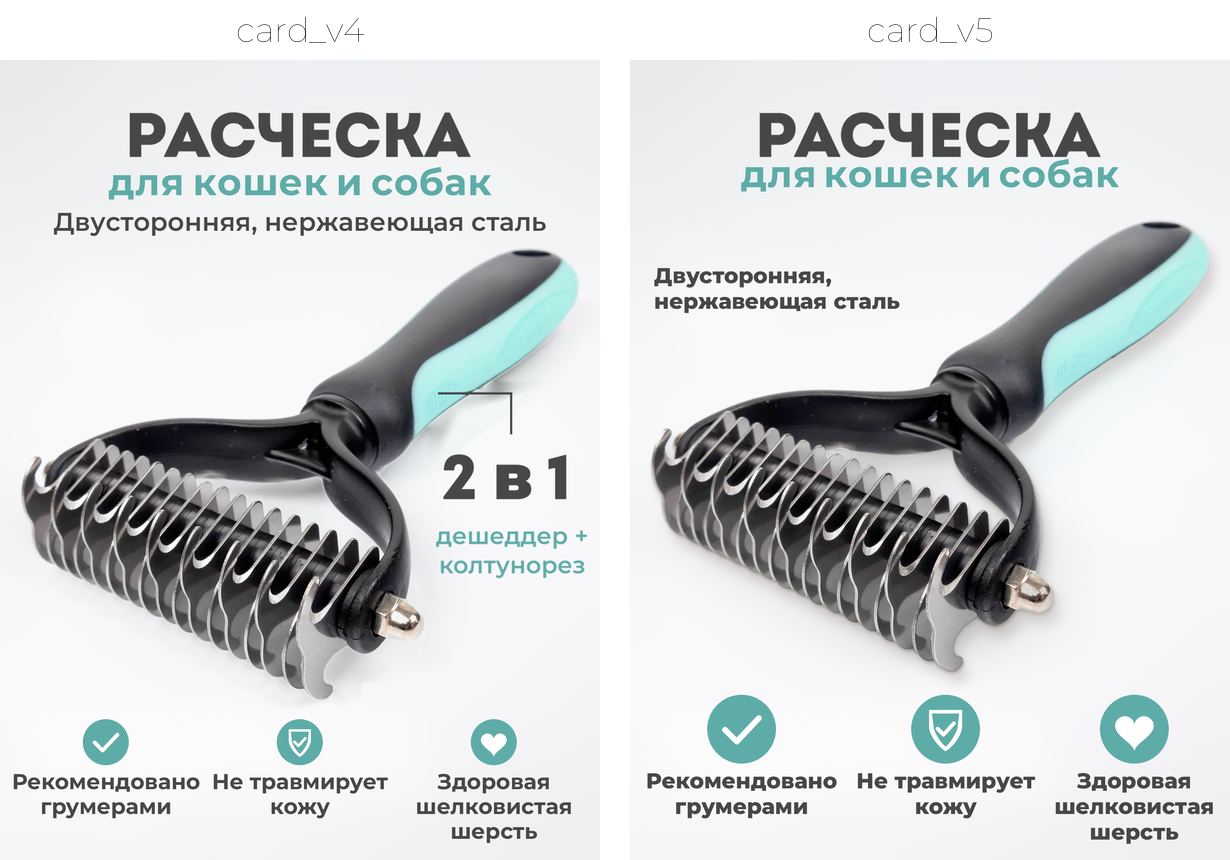 card_v4
РАСЧЕСКА
для кошек и собак
Двусторонняя, нержавеющая сталь
2 в 1
дешеддер +
колтунорез
Рекомендовано
грумерами
Не травмирует
кожу
Здоровая
шелковистая
шерсть
card_v5
РАСЧЕСКА
для кошек и собак
Двусторонняя,
нержавеющая сталь
Рекомендовано
грумерами
Не травмирует
кожу
Здоровая
шелковистая
шерсть